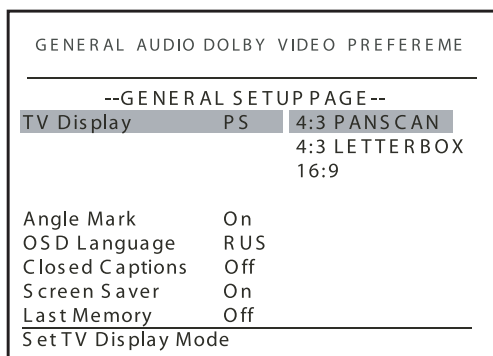 GENERAL AUDIO DOLBY VIDEO PREFEREME
--GENERAL SETUP PAGE--
TV Display PS 4:3 PANSCAN
4:3 LETTERBOX
16:9
Angle Mark On
OSD Language RUS
Closed Captions Off
Screen Saver On
Last Memory Off
Set TV Display Mode